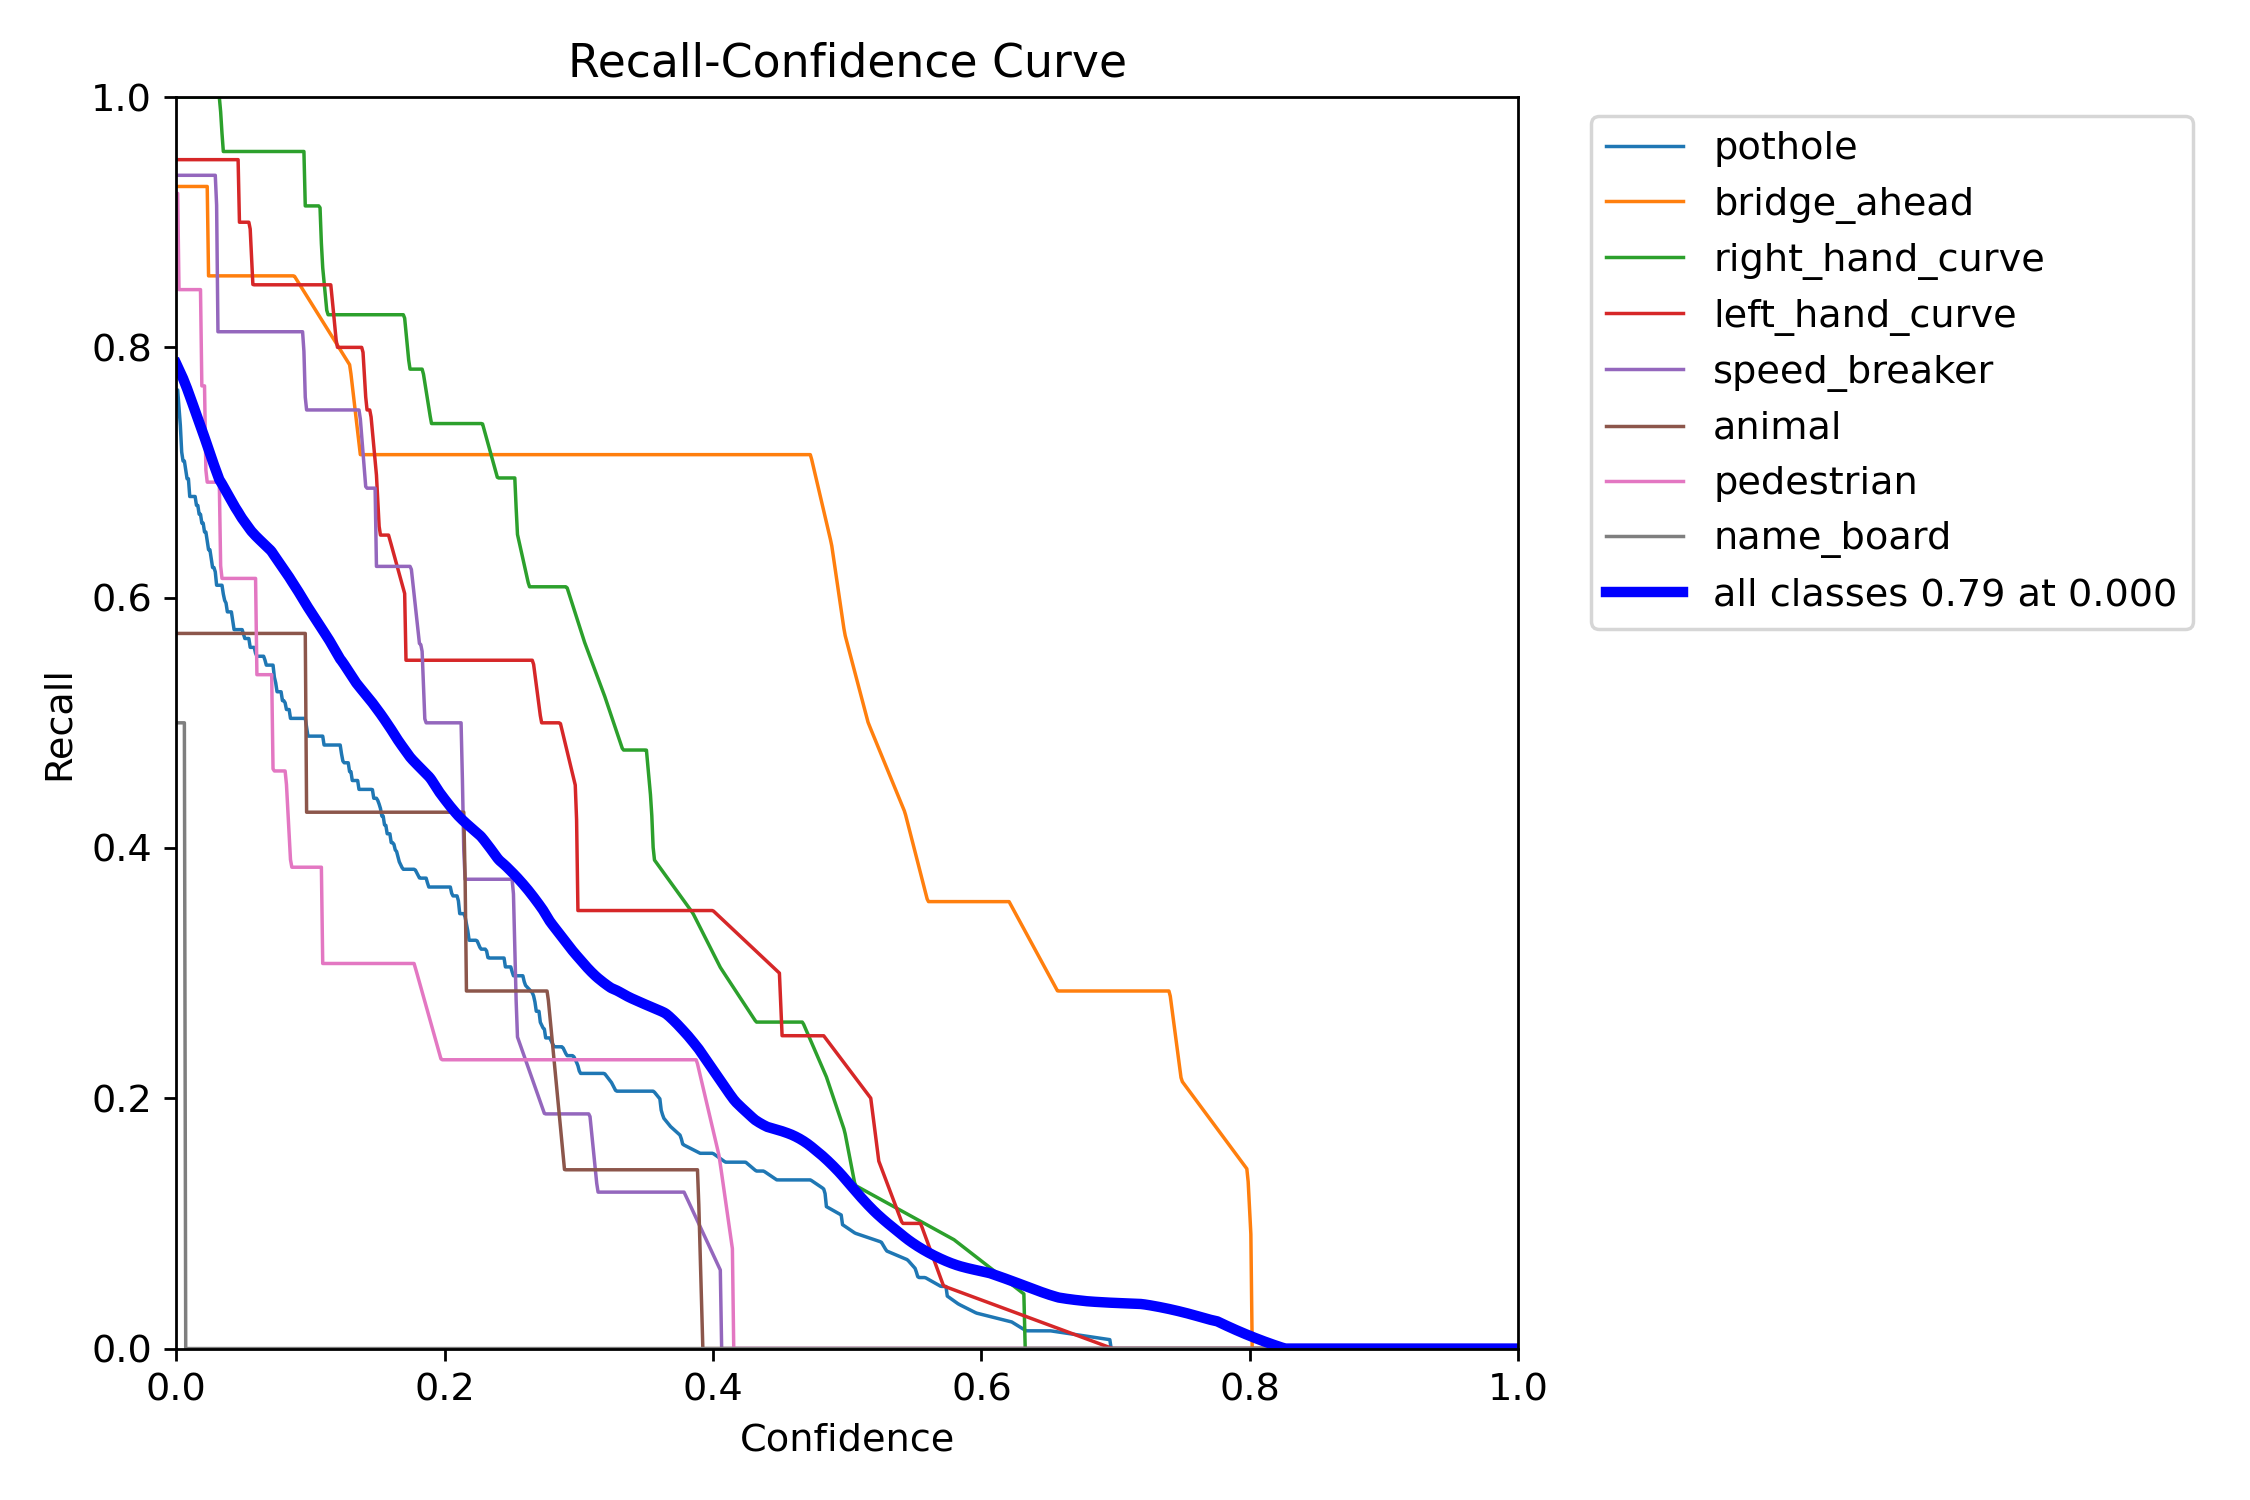 Recall-Confidence Curve
1.0
0.8
0.6
0.4
0.2
0.0
Recall
0.0 0.2 0.4 0.6 0.8 1.0
Confidence
pothole
bridge_ahead
right_hand_curve
left_hand_curve
speed_breaker
animal
pedestrian
name_board
all classes 0.79 at 0.000